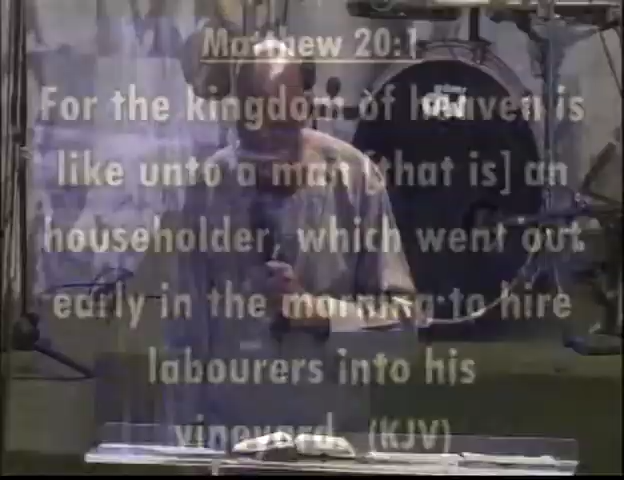 Matthew 20:1
For the kingdom of heaven is
like unto a man [that is] an
householder, which went out
early in the morning to hire
labourers into his
vineyard. (KJV)